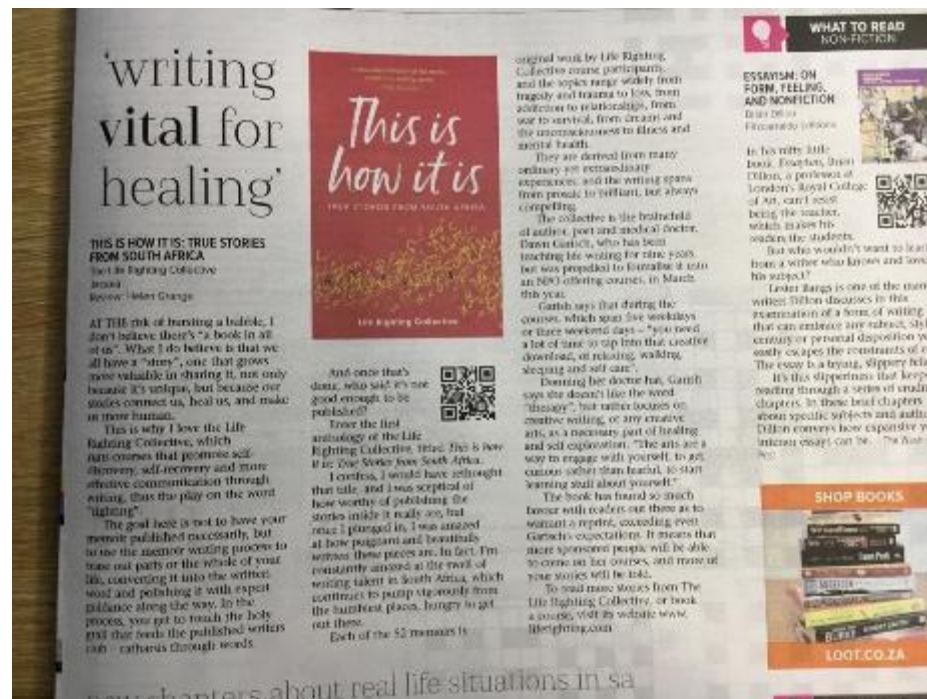 'writing
vital for
healing'
THIS IS HOW IT IS: TRUE STORIES
FROM SOUTH AFRICA
The Life Righting Collective
Jacana
Review: Helen Grange
AT THE risk of bursting a bubble, I
don't believe there's "a book in all
of us". What I do believe is that we
all have a "story", one that grows
more valuable in sharing it, not only
because it's unique, but because our
stories connect us, heal us, and make
us more human.
This is why I love the Life
Righting Collective, which
runs courses that promote self-
discovery, self-recovery and more
effective communication through
writing, thus the play on the word
"righting".
The goal here is not to have your
memoir published necessarily, but
to use the memoir writing process to
tease out parts or the whole of your
life, converting it into the written
word and polishing it with expert
guidance along the way. In the
process, you get to touch the holy
grail that feeds the published writers
club – catharsis through words.
This is
how it is
TRUE STORIES FROM SOUTH AFRICA
Life Righting Collective
And once that's
done, who said it's not
good enough to be
published?
Enter the first
anthology of the Life
Righting Collective, titled This is how
it is: True Stories from South Africa.
I confess, I would have rethought
that title, and I was sceptical of
how worthy of publishing the
stories inside it really are, but
once I plunged in, I was amazed
at how poignant and beautifully
written these pieces are. In fact, I'm
constantly amazed at the swell of
writing talent in South Africa, which
continues to pump vigorously from
the humblest places, hungry to get
out there.
Each of the 52 memoirs is
original work by Life Righting
Collective course participants,
and the topics range widely from
tragedy and trauma to loss, from
addiction to relationships, from
war to survival, from dreams and
the unconsciousness to illness and
mental health.
They are derived from many
ordinary yet extraordinary
experiences, and the writing spans
from prosaic to brilliant, but always
compelling.
The collective is the brainchild
of author, poet and medical doctor,
Dawn Garisch, who has been
teaching life writing for nine years,
but was propelled to formalise it into
an NPO offering courses, in March
this year.
Garish says that during the
courses, which span five weekdays
or three weekend days – "you need
a lot of time to tap into that creative
download, of relaxing, walking,
sleeping and self care".
Donning her doctor hat, Garish
says she doesn't like the word
"therapy", but rather focuses on
creative writing, or any creative
arts, as a necessary part of healing
and self exploration. "The arts are a
way to engage with yourself, to get
curious rather than fearful, to start
learning stuff about yourself."
The book has found so much
favour with readers out there as to
warrant a reprint, exceeding even
Garisch's expectations. It means that
more sponsored people will be able
to come on her courses, and more of
your stories will be told.
To read more stories from The
Life Righting Collective, or book
a course, visit its website www.
liferighting.com
WHAT TO READ
NON-FICTION
ESSAYISM: ON
FORM, FEELING,
AND NONFICTION
Brian Dillon
Fitzcarraldo Editions
In his nifty little
book, Essayism, Brian
Dillon, a professor at
London's Royal College
of Art, can't resist
being the teacher,
which makes his
readers the students.
But who wouldn't want to
from a writer who knows and
his subject?
Lester Bangs is one of the
writers Dillon discusses in this
examination of a form of writing
that can embrace any subject,
century or personal disposition
easily escapes the constraints of
The essay is a trying, slippery
It's this slipperiness that keeps
reading through a series of
chapters. In these brief chapters
about specific subjects and
Dillon conveys how expansive
essays can be.
SHOP BOOKS
LOOT.CO.ZA
new chapters about real life situations in sa